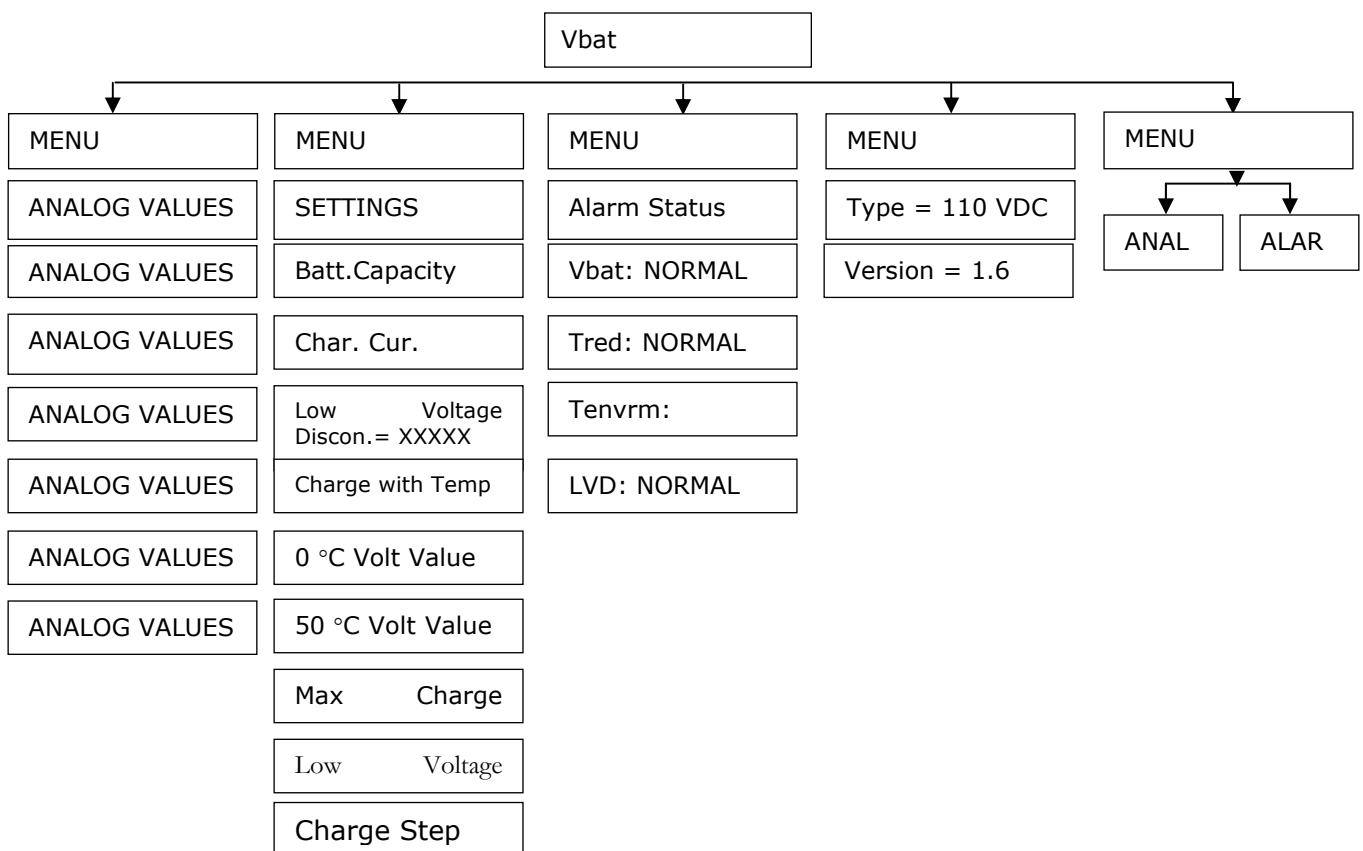 Vbat
MENU
ANALOG VALUES
ANALOG VALUES
ANALOG VALUES
ANALOG VALUES
ANALOG VALUES
ANALOG VALUES
ANALOG VALUES
MENU
SETTINGS
Batt.Capacity
Char. Cur.
Low Voltage
Discon.= XXXXX
Charge with Temp
0 °C Volt Value
50 °C Volt Value
Max Charge
Low Voltage
Charge Step
MENU
Alarm Status
Vbat: NORMAL
Tred: NORMAL
Tenvrm:
LVD: NORMAL
MENU
Type = 110 VDC
Version = 1.6
MENU
ANAL
ALAR